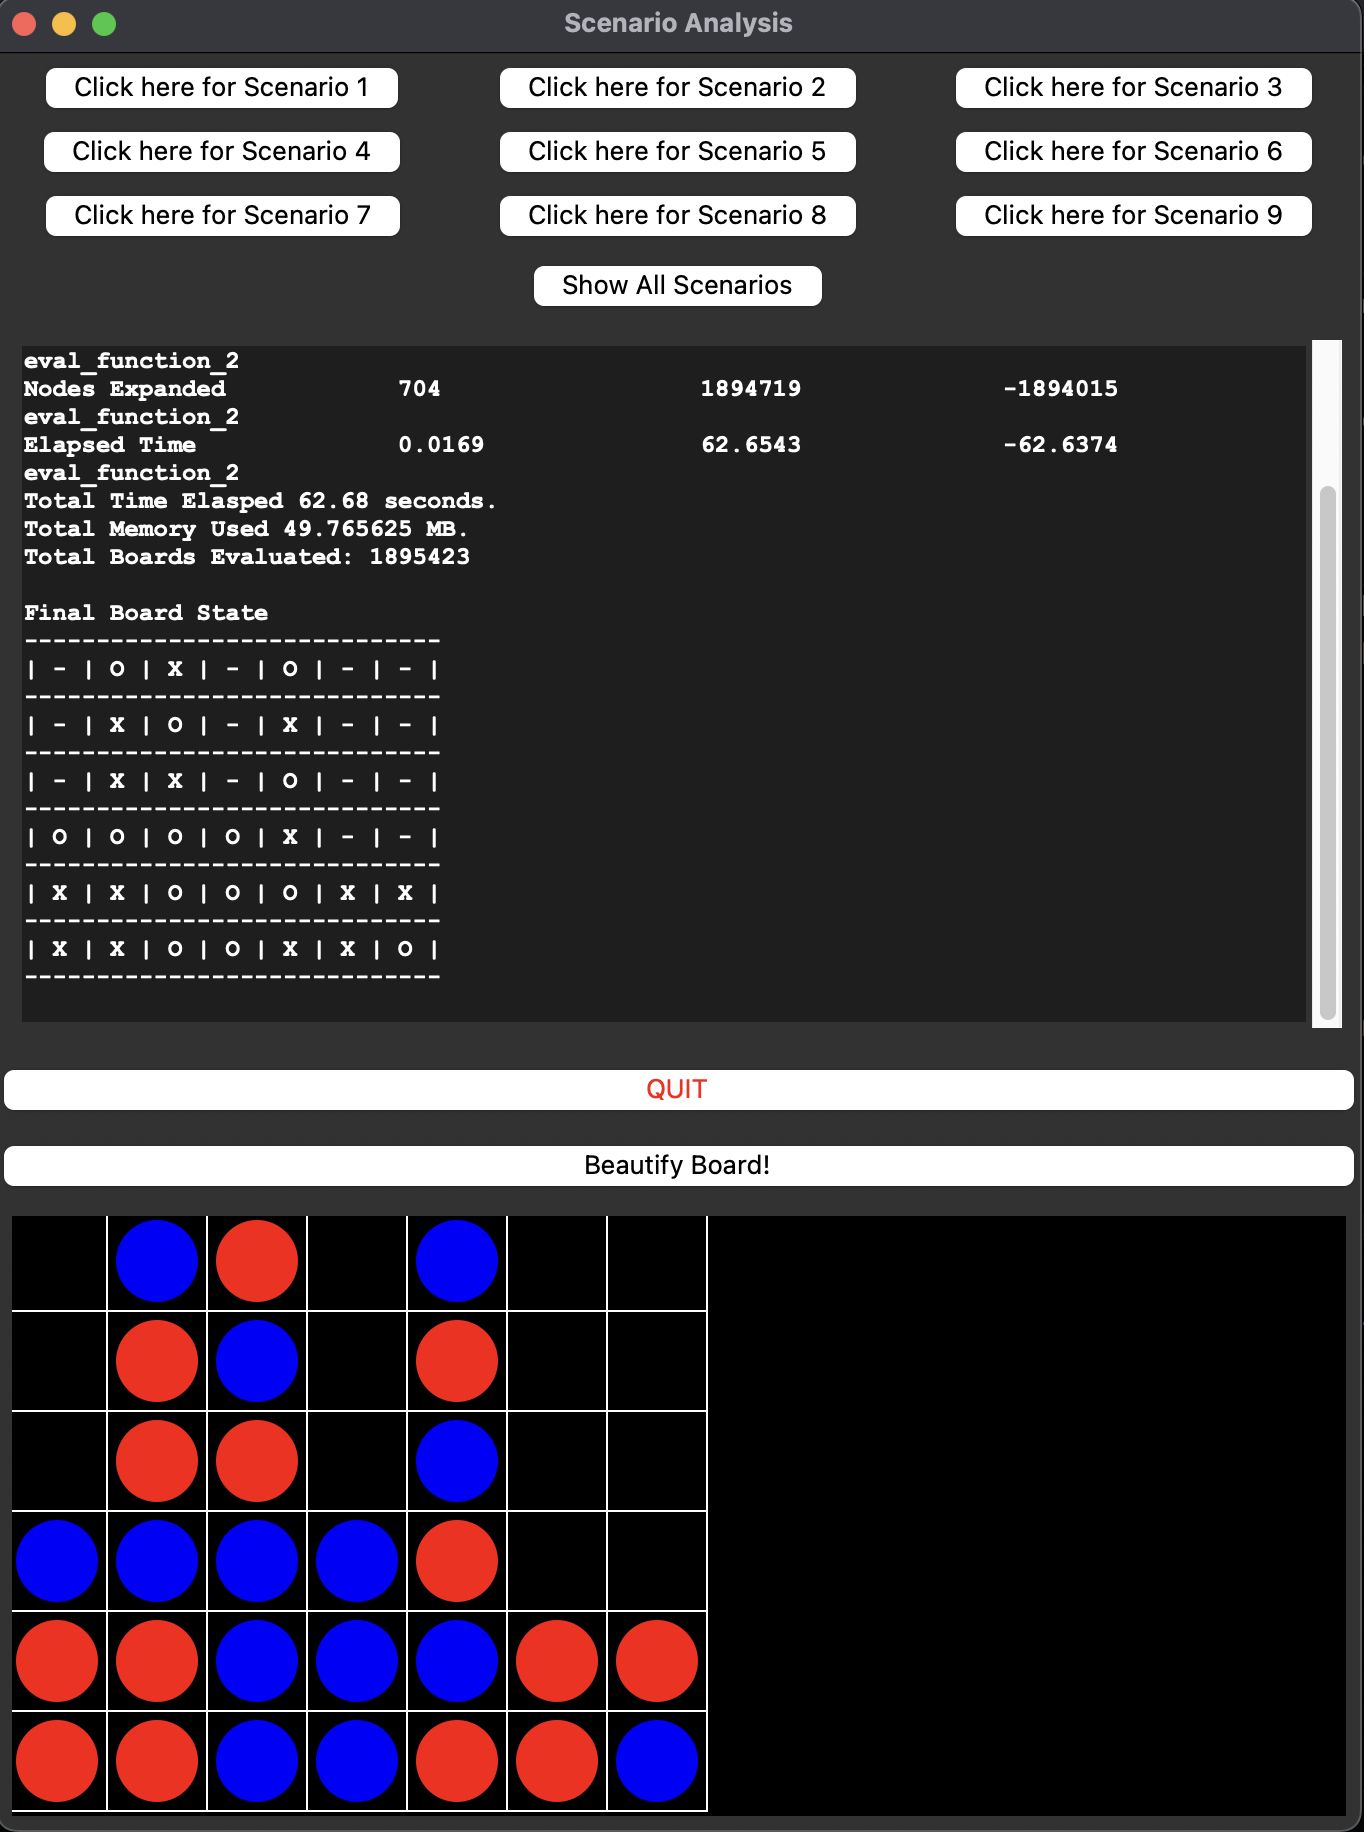 Scenario Analysis
Click here for Scenario 1 Click here for Scenario 2 Click here for Scenario 3
Click here for Scenario 4 Click here for Scenario 5 Click here for Scenario 6
Click here for Scenario 7 Click here for Scenario 8 Click here for Scenario 9
Show All Scenarios
eval_function_2
Nodes Expanded 704 1894719 -1894015
eval_function_2
Elapsed Time 0.0169 62.6543 -62.6374
eval_function_2
Total Time Elasped 62.68 seconds.
Total Memory Used 49.765625 MB.
Total Boards Evaluated: 1895423
Final Board State
-----------------------------
| - | O | X | - | O | - | - |
-----------------------------
| - | X | O | - | X | - | - |
-----------------------------
| - | X | X | - | O | - | - |
-----------------------------
| O | O | O | O | X | - | - |
-----------------------------
| X | X | O | O | O | X | X |
-----------------------------
| X | X | O | O | X | X | O |
-----------------------------
QUIT
Beautify Board!